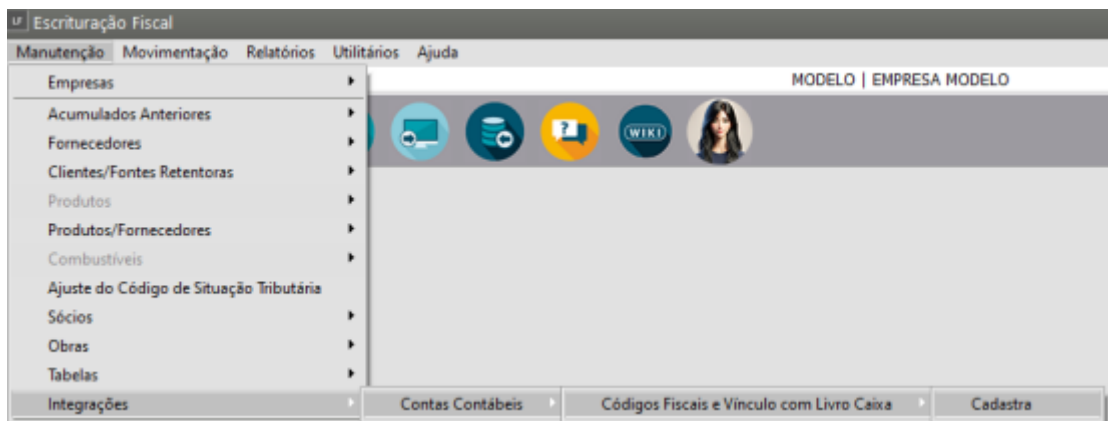 LF Escrituração Fiscal
Manutenção Movimentação Relatórios Utilitários Ajuda
Empresas
MODELO | EMPRESA MODELO
Acumulados Anteriores
Fornecedores
?
WIKI
Clientes/Fontes Retentoras
Produtos
Produtos/Fornecedores
Combustíveis
Ajuste do Código de Situação Tributária
Sócios
Obras
Tabelas
Integrações Contas Contábeis Códigos Fiscais e Vínculo com Livro Caixa Cadastra